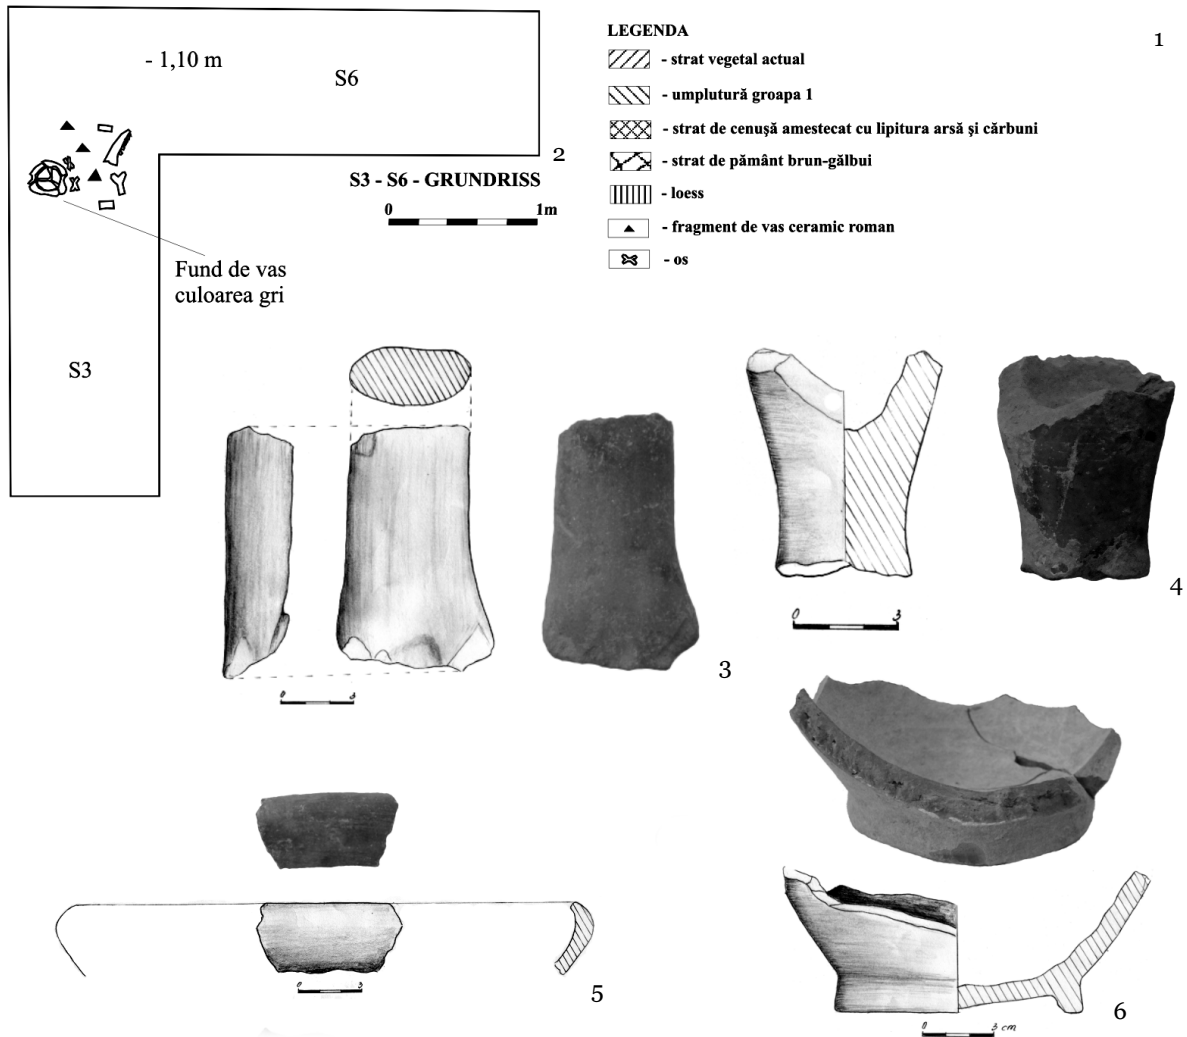 - 1,10 m
S6
S3 - S6 - GRUNDRISS
0 1m
2
Fund de vas
culoarea gri
S3
LEGENDA
- strat vegetal actual
- umplutură groapa 1
- strat de cenușă amestecat cu lipitura arsă și cărbuni
- strat de pământ brun-gălbui
- loess
- fragment de vas ceramic roman
- os
1
0 3
3
0 3
4
0 3
5
0 3 cm
6